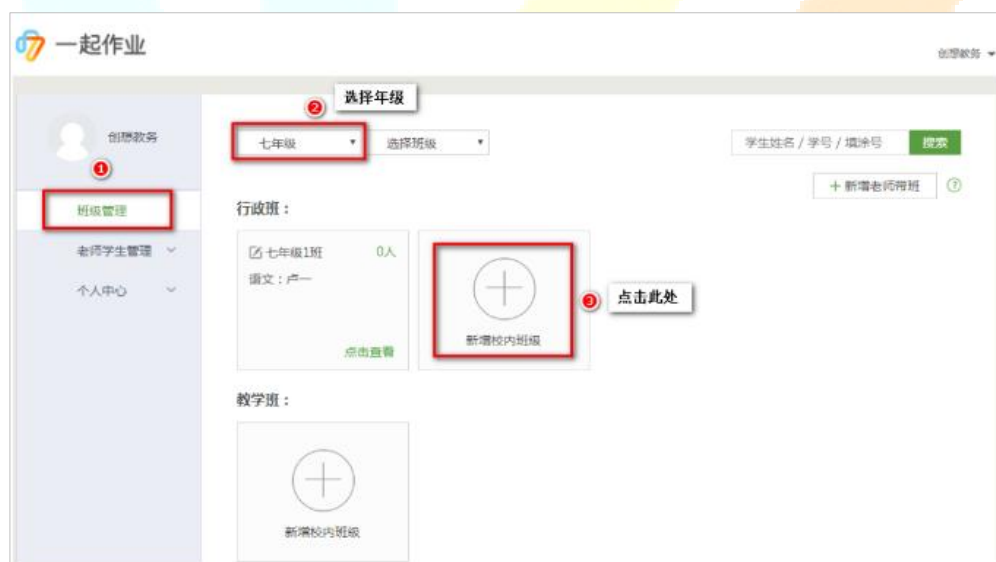 一起作业
创想教务
② 选择年级
创想教务
七年级 选择班级 学生姓名 / 学号 / 填涂号 搜索
①
+ 新增老师带班 ?
班级管理
行政班：
老师学生管理
七年级1班 0人
语文：卢一
个人中心
③ 点击此处
新增校内班级
点击查看
教学班：
新增校内班级